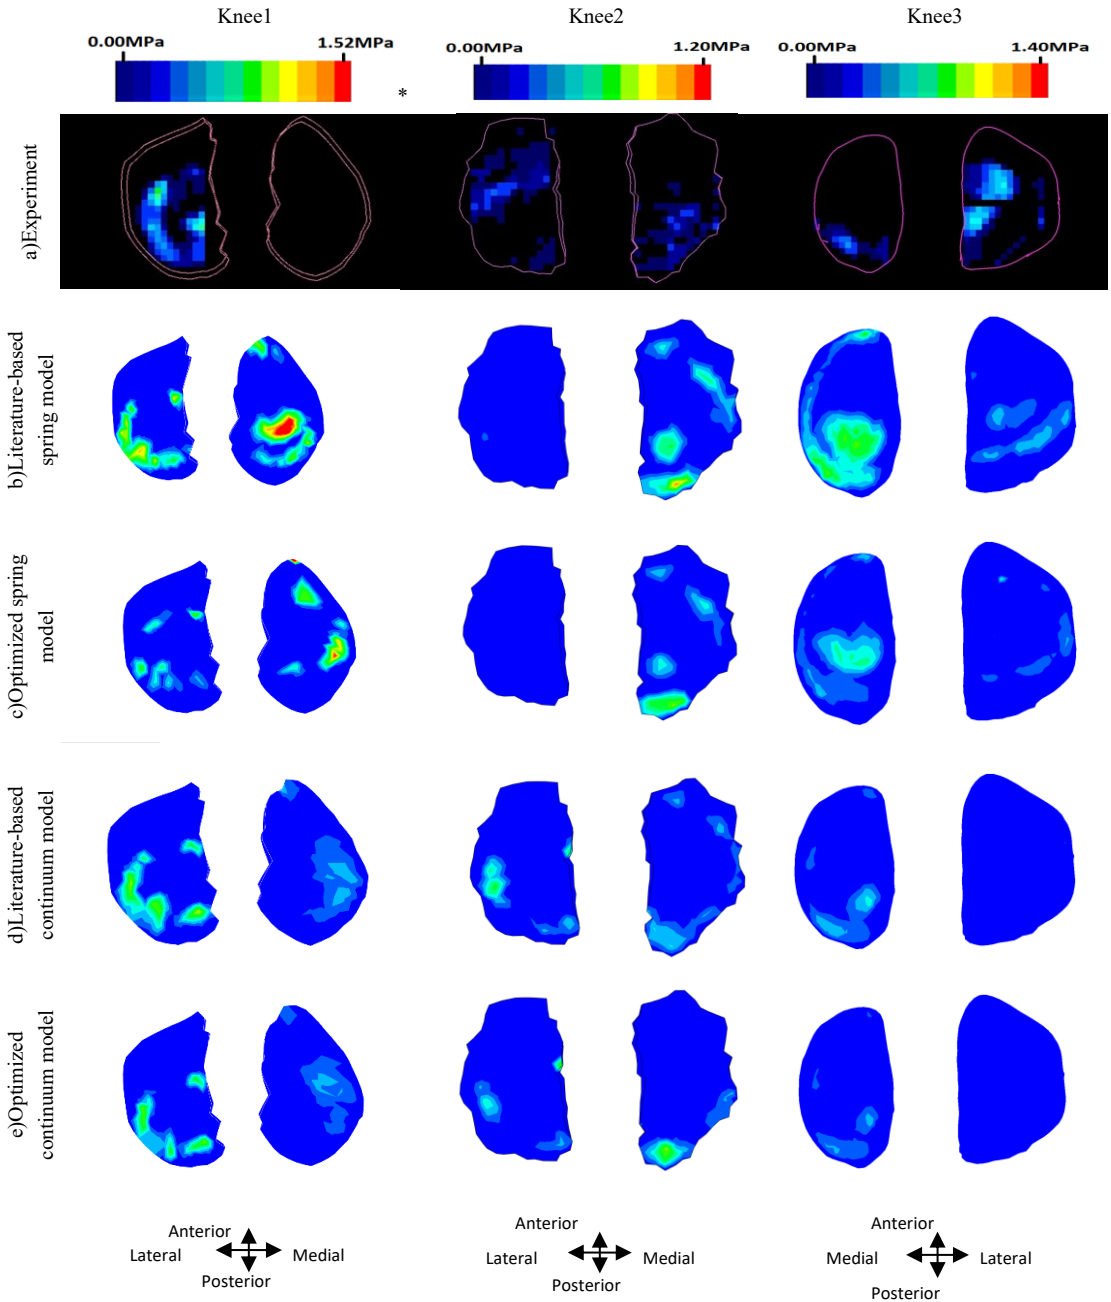 Knee1
Knee2
Knee3
0.00MPa
1.52MPa
0.00MPa
1.20MPa
0.00MPa
1.40MPa
*
a)Experiment
b)Literature-based
spring model
c)Optimized spring
model
d)Literature-based
continuum model
e)Optimized
continuum model
Anterior
Lateral
Medial
Posterior
Anterior
Lateral
Medial
Posterior
Anterior
Medial
Lateral
Posterior